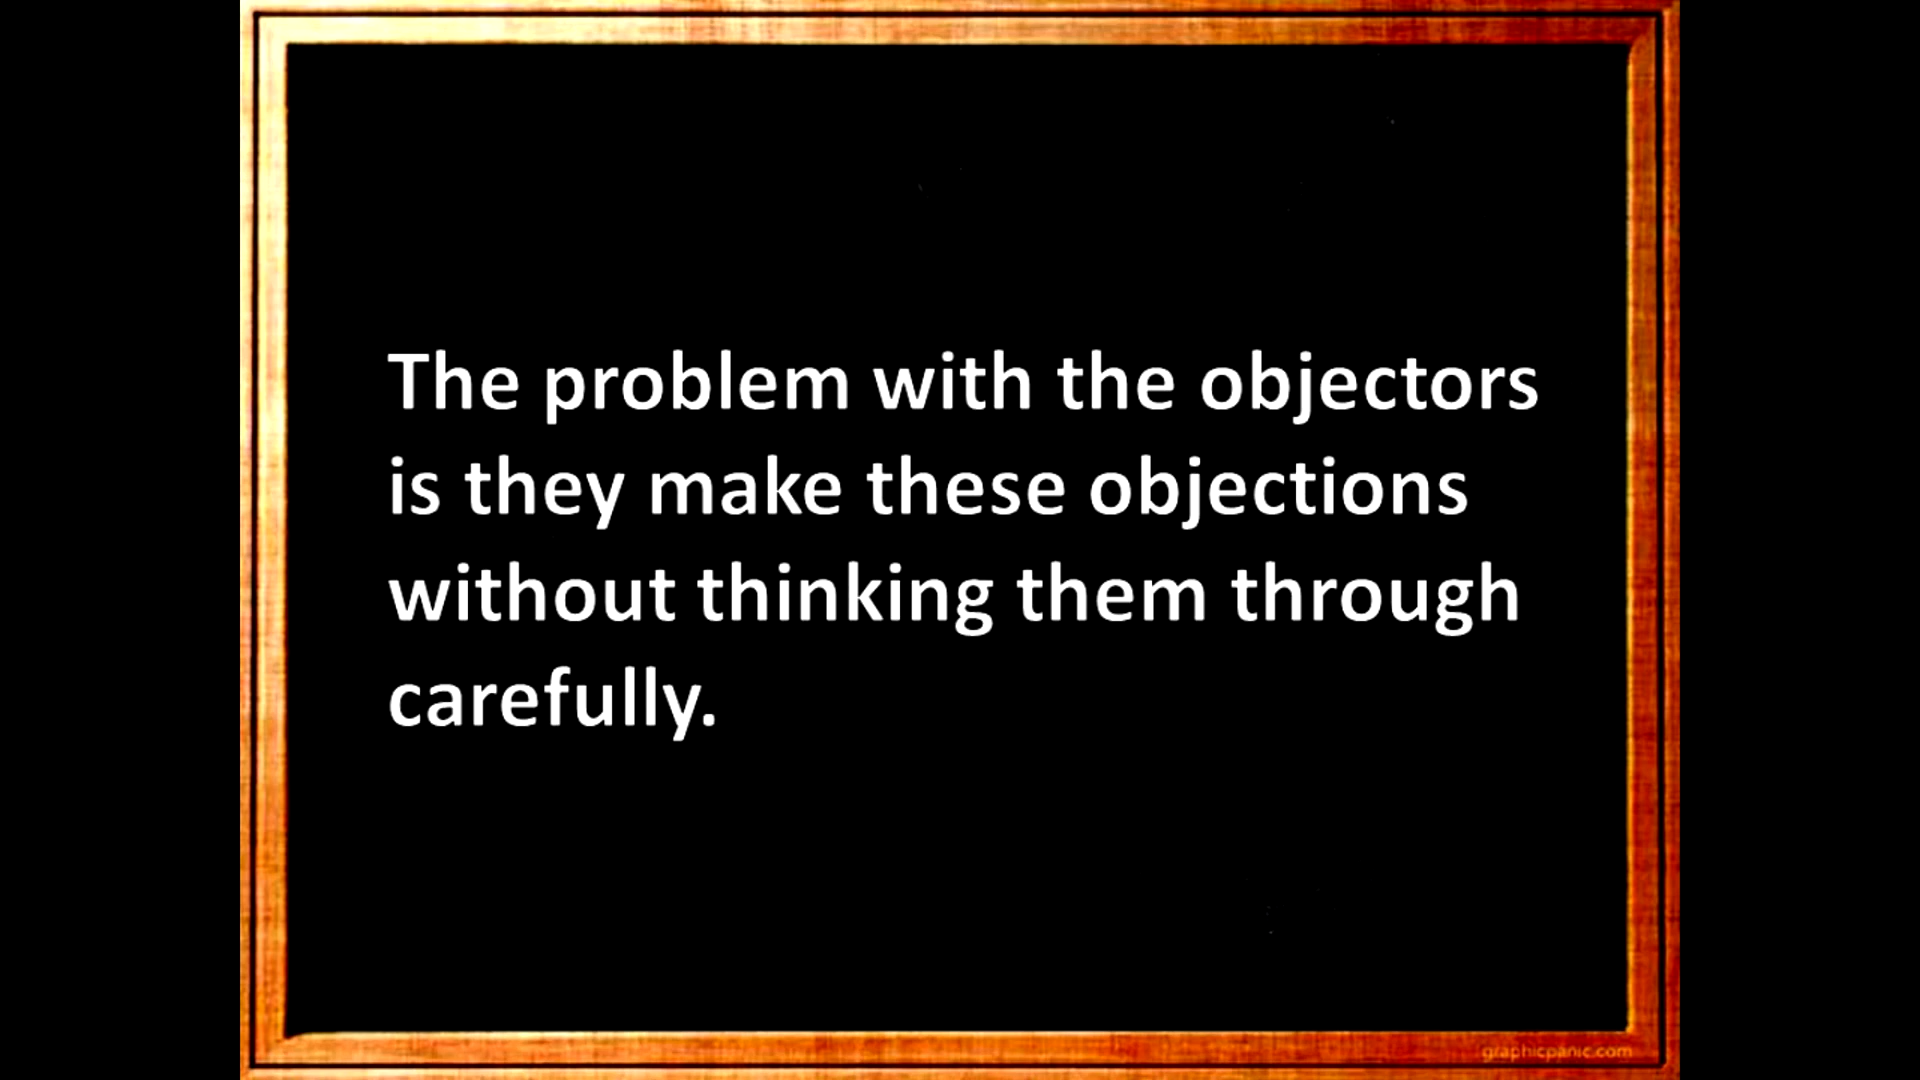 The problem with the objectors
is they make these objections
without thinking them through
carefully.
graphicpanic.com